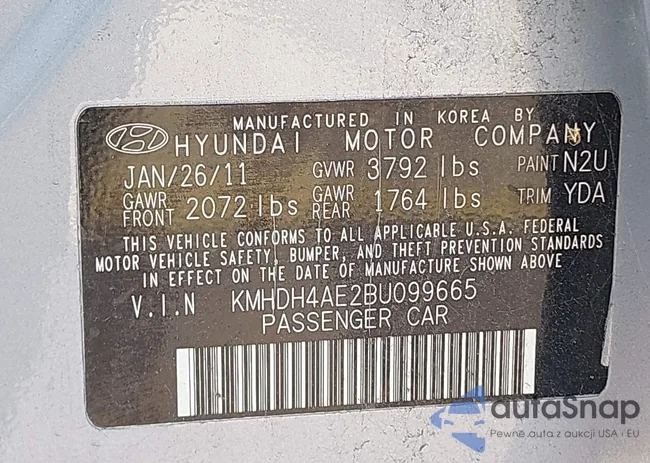 MANUFACTURED IN KOREA BY
HYUNDAI MOTOR COMPANY
JAN/26/11 GVWR 3792 lbs PAINT N2U
GAWR FRONT 2072 lbs GAWR REAR 1764 lbs TRIM YDA
THIS VEHICLE CONFORMS TO ALL APPLICABLE U.S.A. FEDERAL
MOTOR VEHICLE SAFETY, BUMPER, AND THEFT PREVENTION STANDARDS
IN EFFECT ON THE DATE OF MANUFACTURE SHOWN ABOVE
V.I.N KMHDH4AE2BU099665
PASSENGER CAR
autaSnap
Pewne auta z aukcji USA i EU